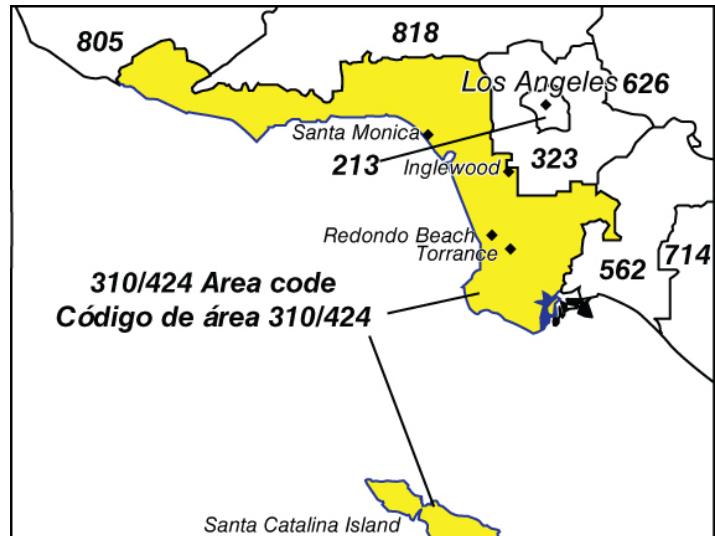 805
818
Los Angeles
626
Santa Monica
213
Inglewood
323
Redondo Beach
Torrance
562
714
310/424 Area code
Código de área 310/424
Santa Catalina Island